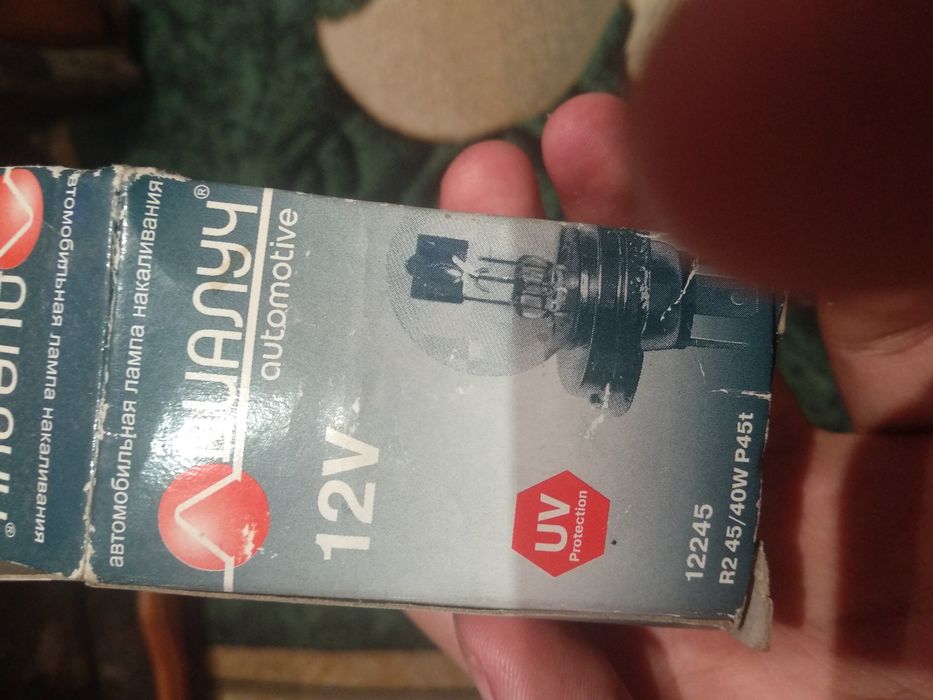 автомобильная лампа накаливания
ДИАЛУЧ®
automotive
12V
UV
Protection
12245
R2 45/40W P45t
®
автомобильная лампа накаливания